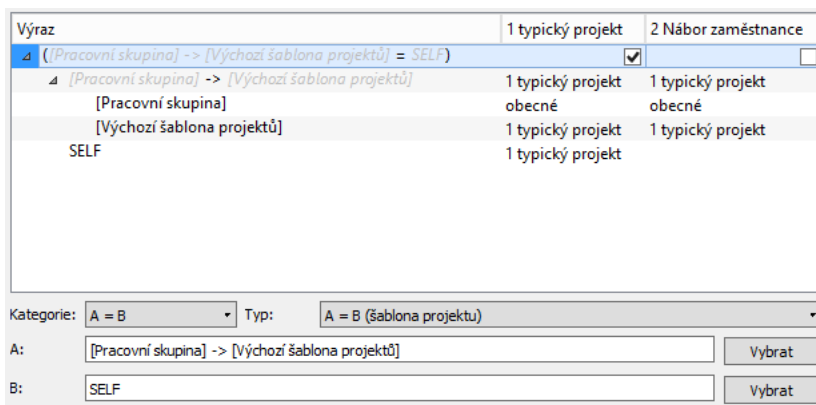 Výraz 1 typický projekt 2 Nábor zaměstnance
([Pracovní skupina] -> [Výchozí šablona projektů] = SELF)
[Pracovní skupina] -> [Výchozí šablona projektů] 1 typický projekt 1 typický projekt
[Pracovní skupina] obecné obecné
[Výchozí šablona projektů] 1 typický projekt 1 typický projekt
SELF 1 typický projekt
Kategorie: A = B Typ: A = B (šablona projektu)
A: [Pracovní skupina] -> [Výchozí šablona projektů] Vybrat
B: SELF Vybrat